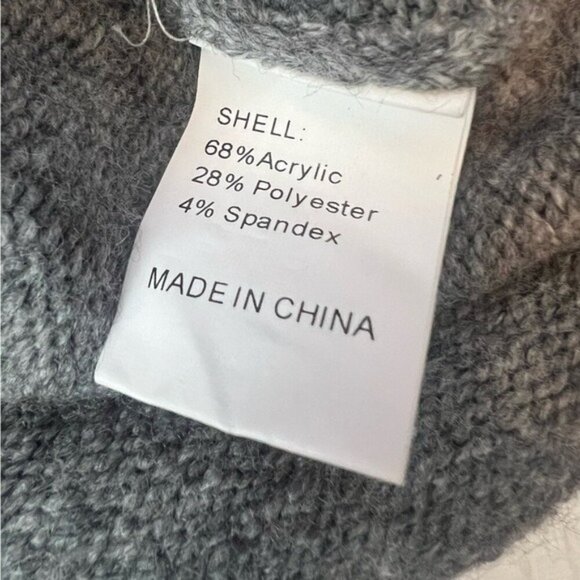 SHELL:
68%Acrylic
28% Polyester
4% Spandex
MADE IN CHINA